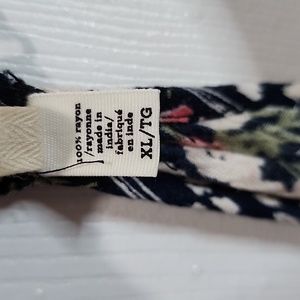 100% rayon
/rayonne
made in
india/
fabriqué
en inde
XL/TG